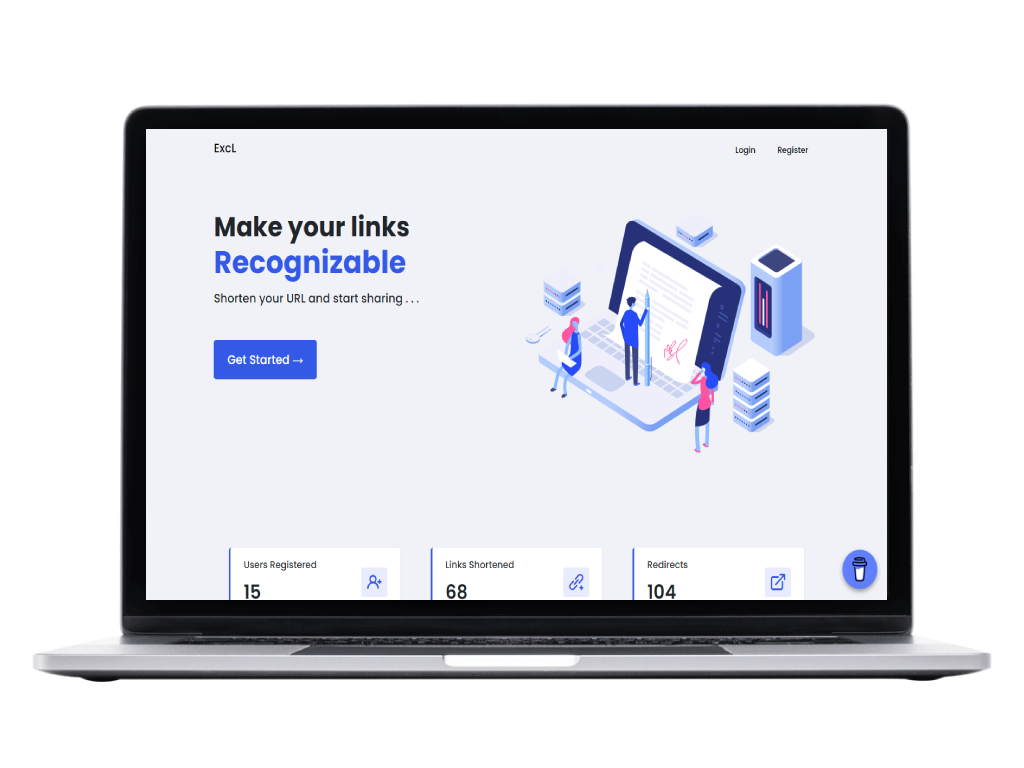 ExcL
Login
Register
Make your links
Recognizable
Shorten your URL and start sharing . . .
Get Started →
Users Registered
15
Links Shortened
68
Redirects
104